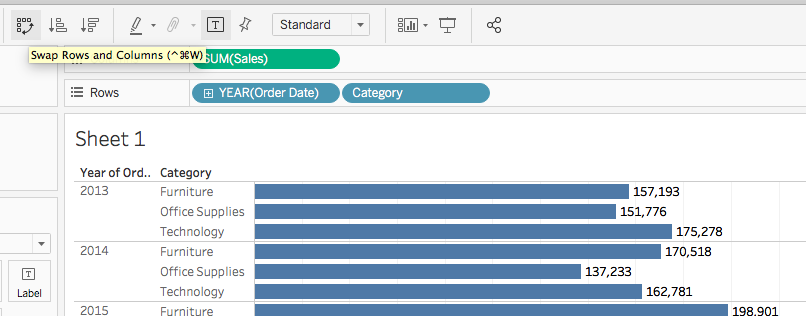 Standard
Swap Rows and Columns (^⌘W)
SUM(Sales)
Rows
YEAR(Order Date)
Category
Sheet 1
Year of Ord..
Category
2013
Furniture
157,193
Office Supplies
151,776
Technology
175,278
2014
Furniture
170,518
Office Supplies
137,233
Technology
162,781
2015
Furniture
198,901
T
Label